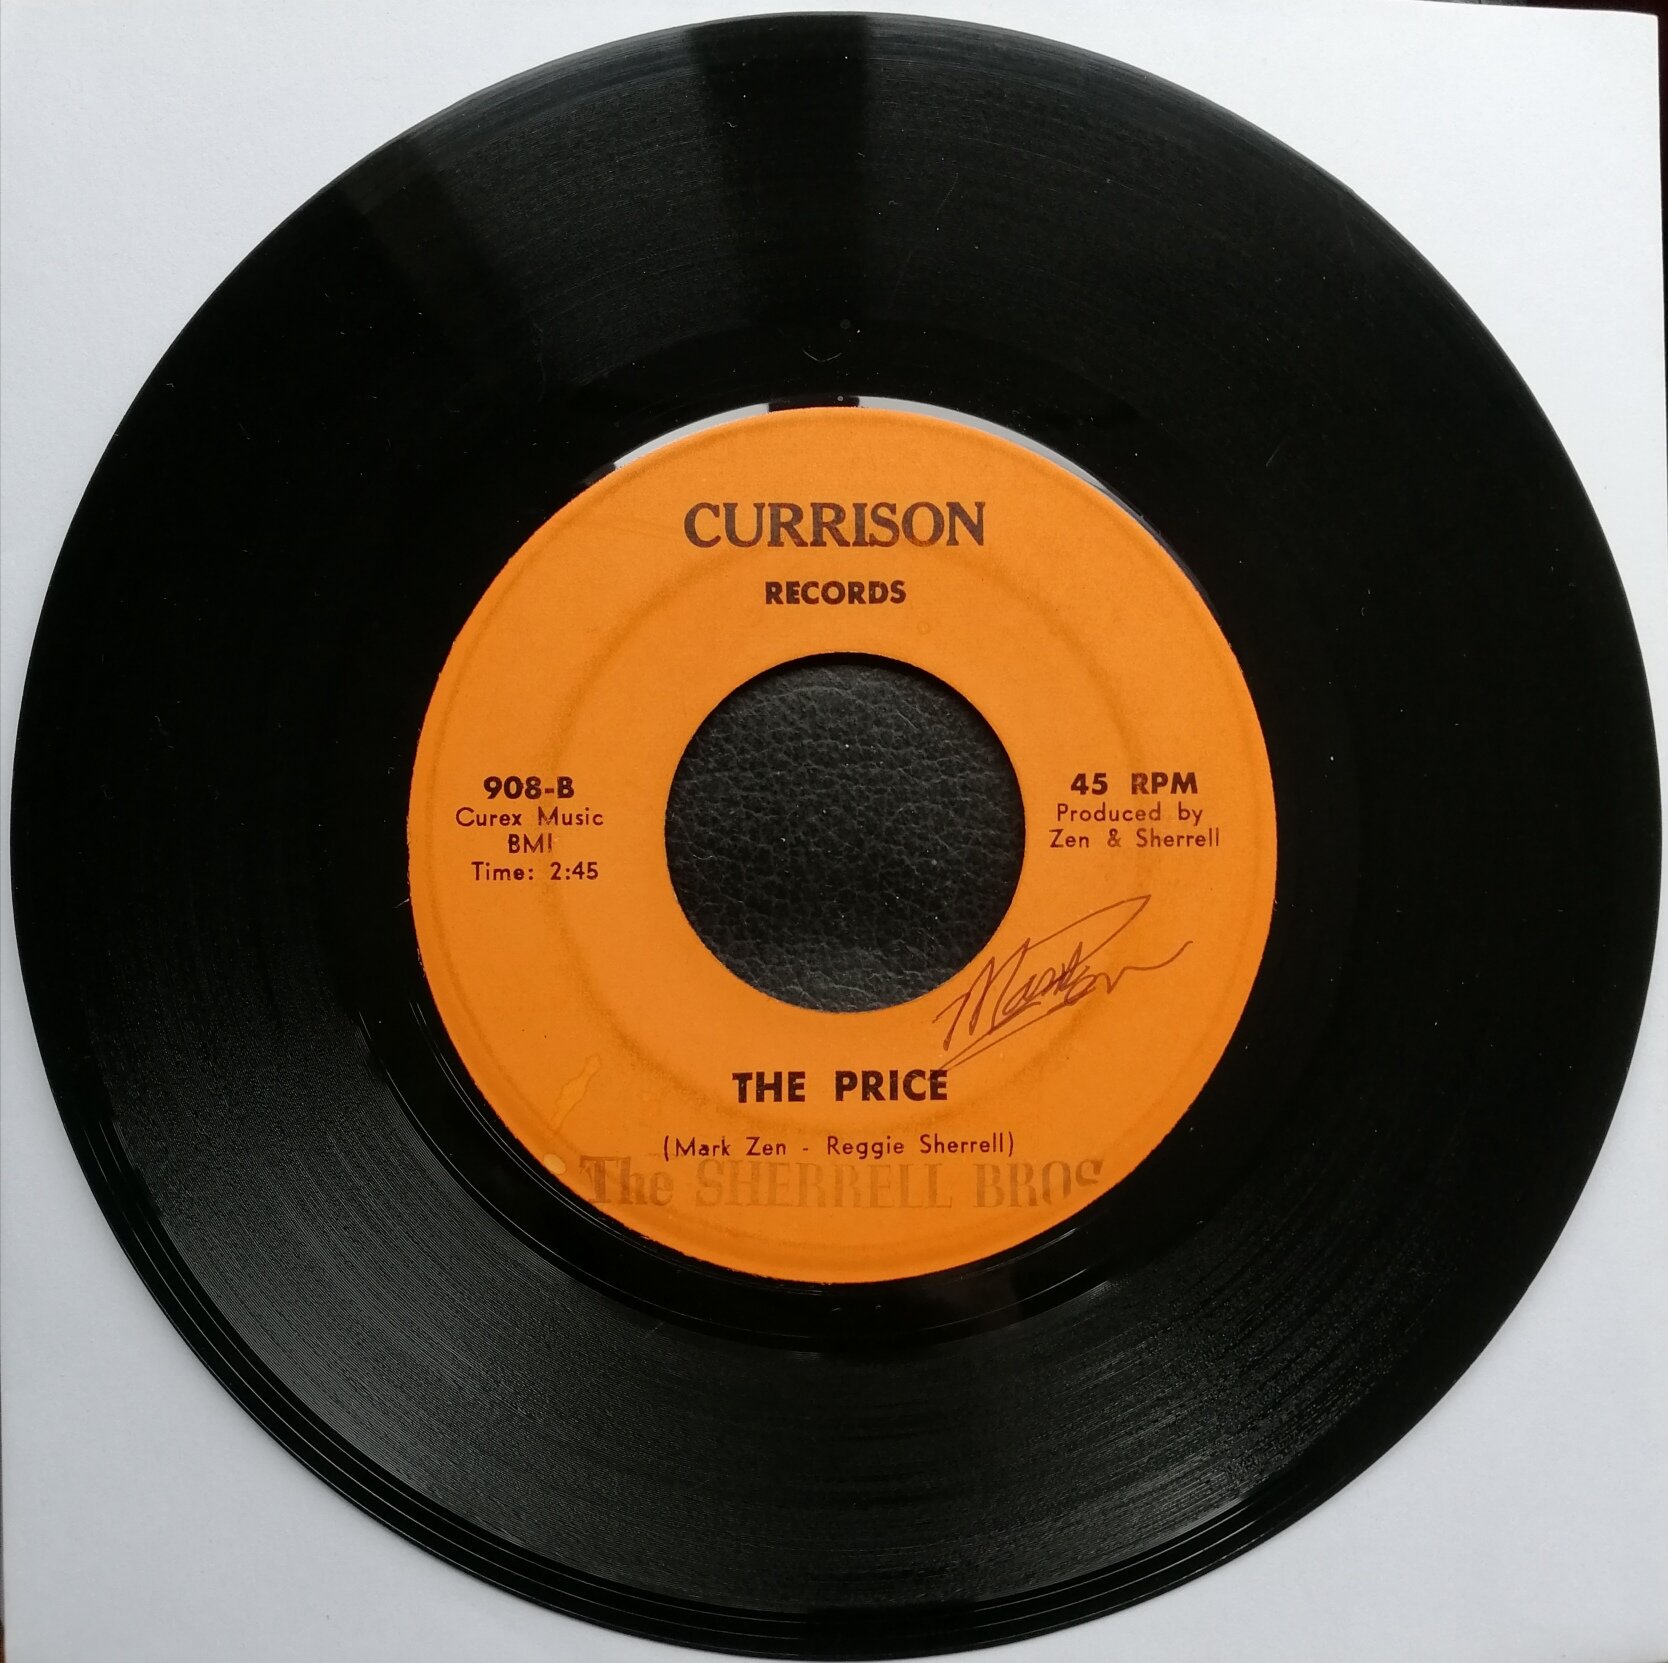 CURRISON
RECORDS
908-B
Curex Music
BMI
Time: 2:45
45 RPM
Produced by
Zen & Sherrell
THE PRICE
(Mark Zen - Reggie Sherrell)
The SHERRELL BROS